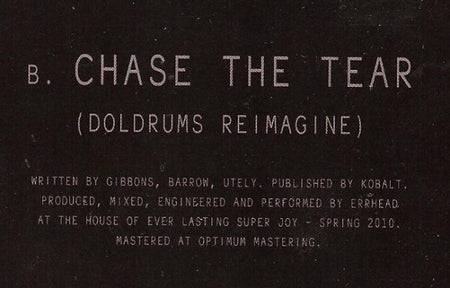 B. CHASE THE TEAR
(DOLDRUMS REIMAGINE)
WRITTEN BY GIBBONS, BARROW, UTELY. PUBLISHED BY KOBALT.
PRODUCED, MIXED, ENGINEERED AND PERFORMED BY ERRHEAD
AT THE HOUSE OF EVER LASTING SUPER JOY - SPRING 2010.
MASTERED AT OPTIMUM MASTERING.